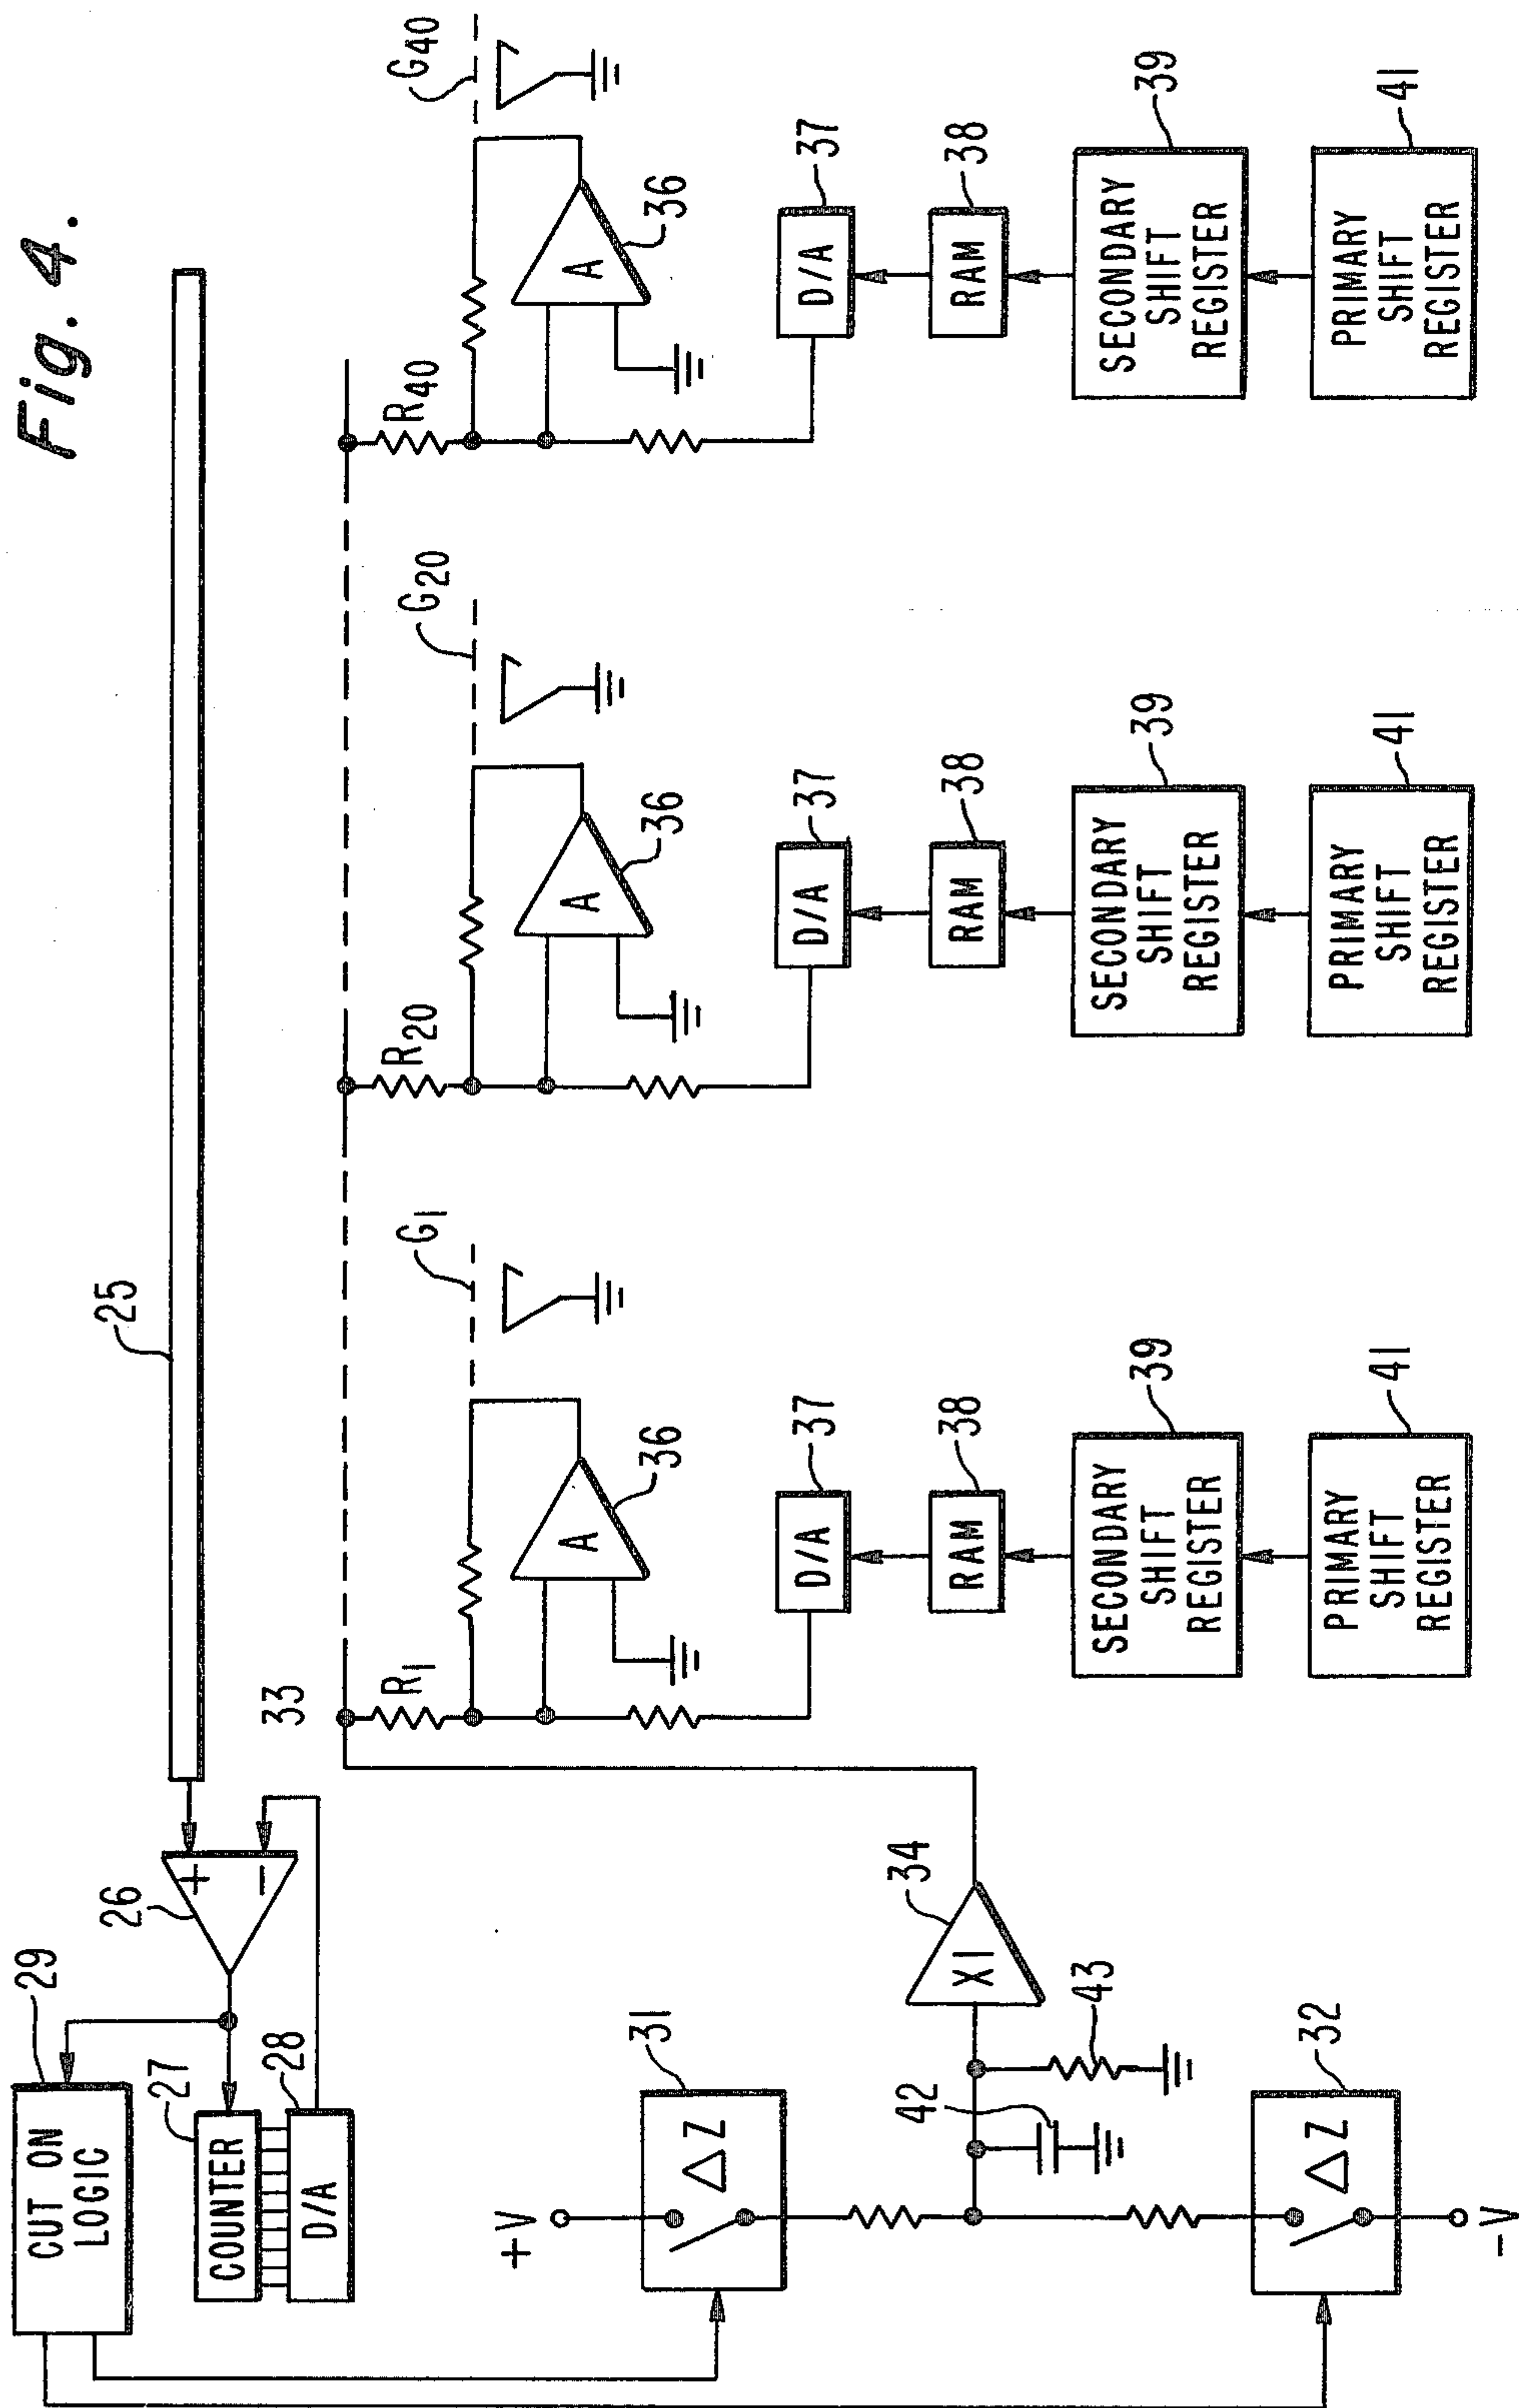 Fig. 4.
25
29
CUT ON
LOGIC
26
+
−
27
COUNTER
28
D/A
33
R1
G1
A
36
37
D/A
38
RAM
39
SECONDARY
SHIFT
REGISTER
41
PRIMARY
SHIFT
REGISTER
R20
G20
A
36
37
D/A
38
RAM
39
SECONDARY
SHIFT
REGISTER
41
PRIMARY
SHIFT
REGISTER
R40
G40
A
36
37
D/A
38
RAM
39
SECONDARY
SHIFT
REGISTER
41
PRIMARY
SHIFT
REGISTER
+V
31
ΔZ
34
X1
42
43
32
ΔZ
-V